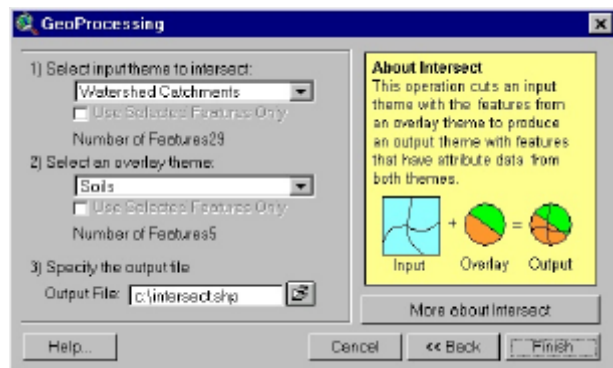 GeoProcessing
1) Select input theme to intersect:
Watershed Catchments
Use Selected Features Only
Number of Features29
2) Select an overlay theme:
Soils
Use Selected Features Only
Number of Features5
3) Specify the output file
Output File: c:\intersect.shp
About Intersect
This operation cuts an input
theme with the features from
an overlay theme to produce
an output theme with features
that have attribute data from
both themes.
+ =
Input Overlay Output
More about Intersect
Help... Cancel << Back Finish